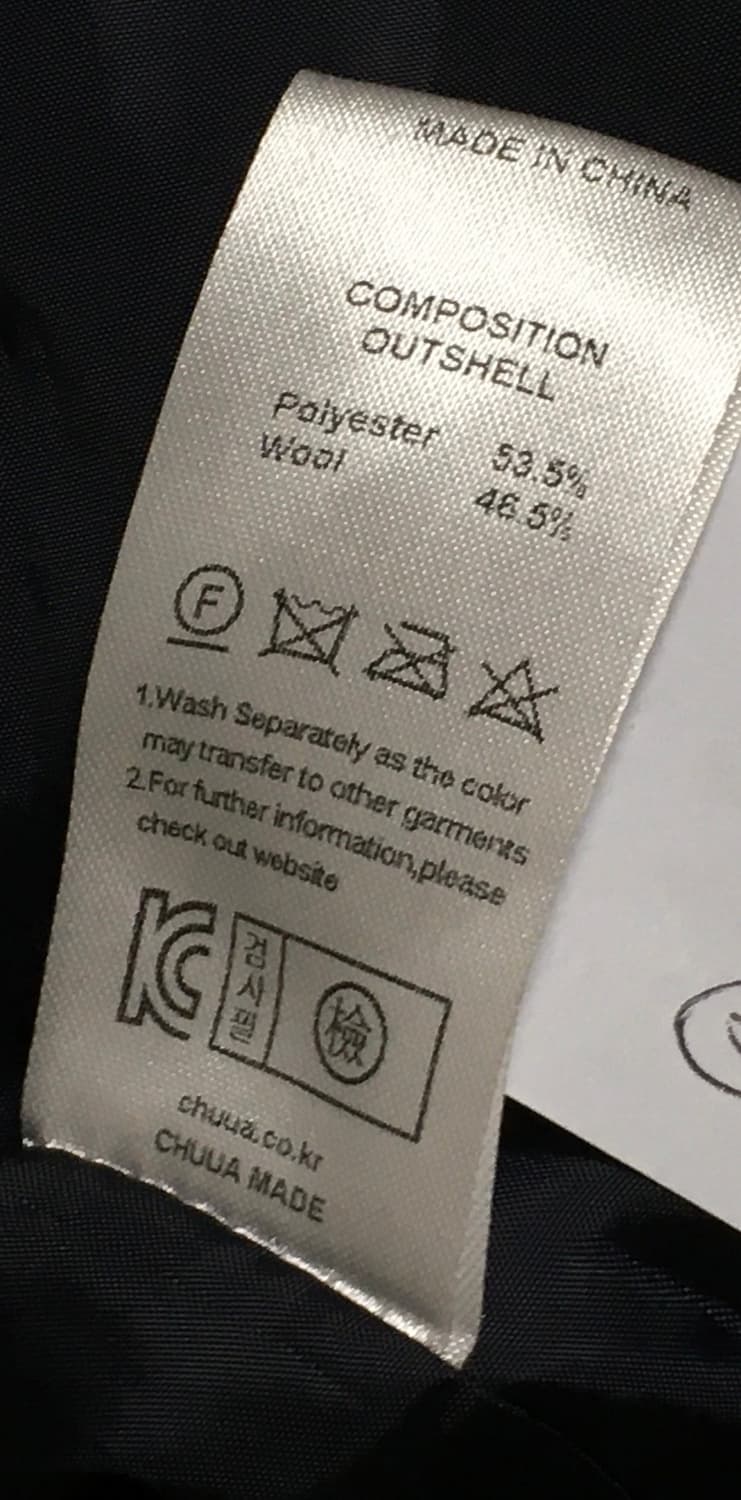 MADE IN CHINA
COMPOSITION
OUTSHELL
Polyester 53.5%
Wool 46.5%
F
1.Wash Separately as the color
may transfer to other garments
2.For further information,please
check out website
KC
검사필
檢
chuua.co.kr
CHUUA MADE